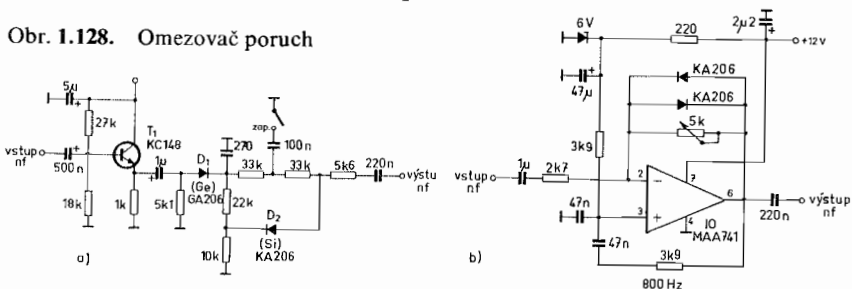 Obr. 1.128. Omezovač poruch
5µ
27k
T₁
KC148
vstup
nf
500n
18k
1k
1µ
5k1
D₁
(Ge)
GA206
270
22k
10k
33k
zap.
100n
33k
D₂
(Si)
KA206
5k6
220n
výstu
nf
a)
6V
220
2µ2
+12V
47µ
KA206
KA206
5k
3k9
vstup
nf
1µ
2k7
2
3
7
6
4
IO
MAA741
47n
47n
3k9
800 Hz
220n
výstup
nf
b)